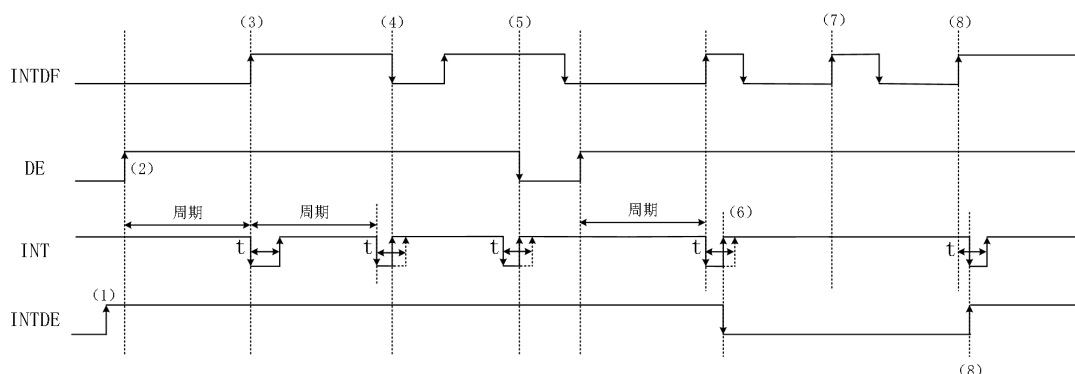 (3) (4) (5) (7) (8)
INTDF
DE (2)
周期 周期 周期 (6)
INT t t t t t
(1)
INTDE
(8)